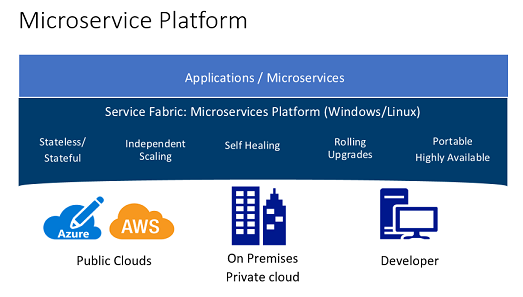 Microservice Platform
Applications / Microservices
Service Fabric: Microservices Platform (Windows/Linux)
Stateless/
Stateful
Independent
Scaling
Self Healing
Rolling
Upgrades
Portable
Highly Available
Azure
AWS
Public Clouds
On Premises
Private cloud
Developer